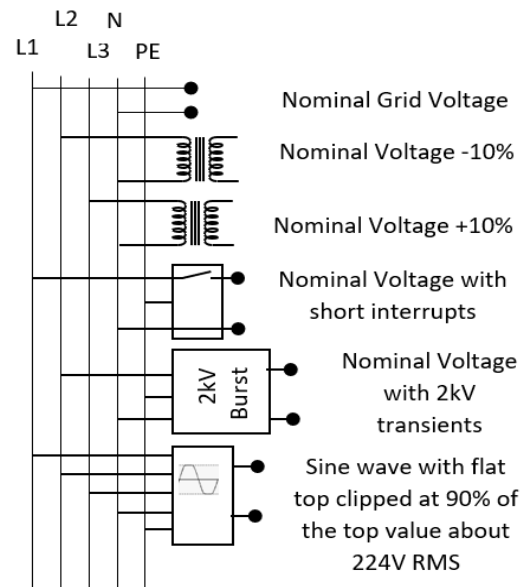 L2
N
L1
L3
PE
Nominal Grid Voltage
Nominal Voltage -10%
Nominal Voltage +10%
Nominal Voltage with
short interrupts
2kV
Burst
Nominal Voltage
with 2kV
transients
Sine wave with flat
top clipped at 90% of
the top value about
224V RMS